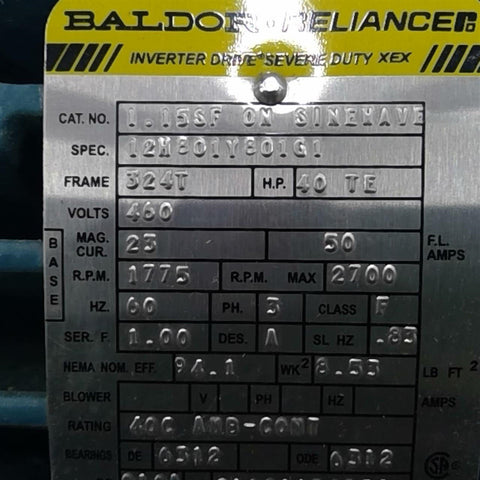 BALDOR·RELIANCER
INVERTER DRIVE SEVERE DUTY XEX
CAT. NO. 1.15SF ON SINEWAVE
SPEC. 12M801Y801G1
FRAME 324T H.P. 40 TE
VOLTS 460
MAG. CUR. 23 50 F.L. AMPS
BASE R.P.M. 1775 R.P.M. MAX 2700
HZ. 60 PH. 3 CLASS F
SER. F. 1.00 DES. A SL HZ .83
NEMA NOM. EFF. 94.1 WK² 8.53 LB FT²
BLOWER V PH HZ AMPS
RATING 40C AMB-CONT
BEARINGS DE 6312 ODE 6312